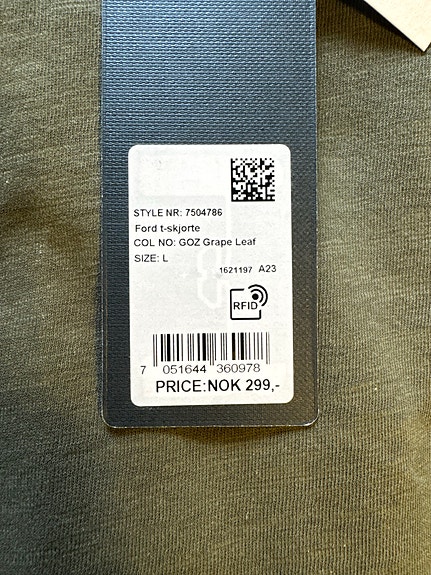 STYLE NR: 7504786
Ford t-skjorte
COL NO: GOZ Grape Leaf
SIZE: L
1621197 A23
RFID
7 051644 360978
PRICE:NOK 299,-